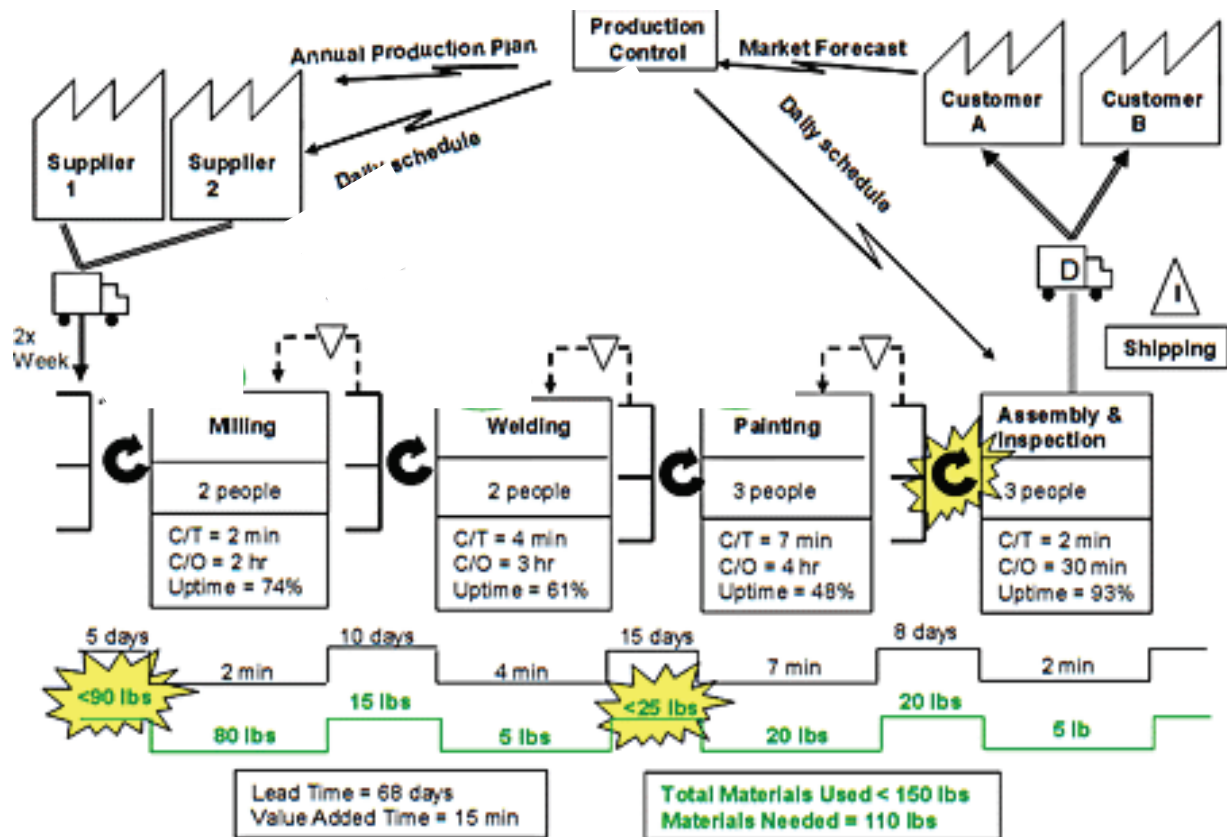 Production
Control
Annual Production Plan
Market Forecast
Daily schedule
Daily schedule
Supplier
1
Supplier
2
Customer
A
Customer
B
D
I
Shipping
2x
Week
Milling
2 people
C/T = 2 min
C/O = 2 hr
Uptime = 74%
Welding
2 people
C/T = 4 min
C/O = 3 hr
Uptime = 61%
Painting
3 people
C/T = 7 min
C/O = 4 hr
Uptime = 48%
Assembly &
Inspection
3 people
C/T = 2 min
C/O = 30 min
Uptime = 93%
5 days
10 days
15 days
8 days
2 min
4 min
7 min
2 min
<90 lbs
15 lbs
<25 lbs
20 lbs
80 lbs
5 lbs
20 lbs
5 lb
Lead Time = 68 days
Value Added Time = 15 min
Total Materials Used < 150 lbs
Materials Needed = 110 lbs